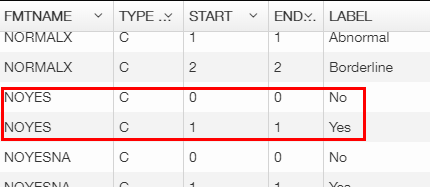 FMTNAME TYPE ... START END... LABEL
NORMALX C 1 1 Abnormal
NORMALX C 2 2 Borderline
NOYES C 0 0 No
NOYES C 1 1 Yes
NOYESNA C 0 0 No
NOYESNA C 1 1 Yes